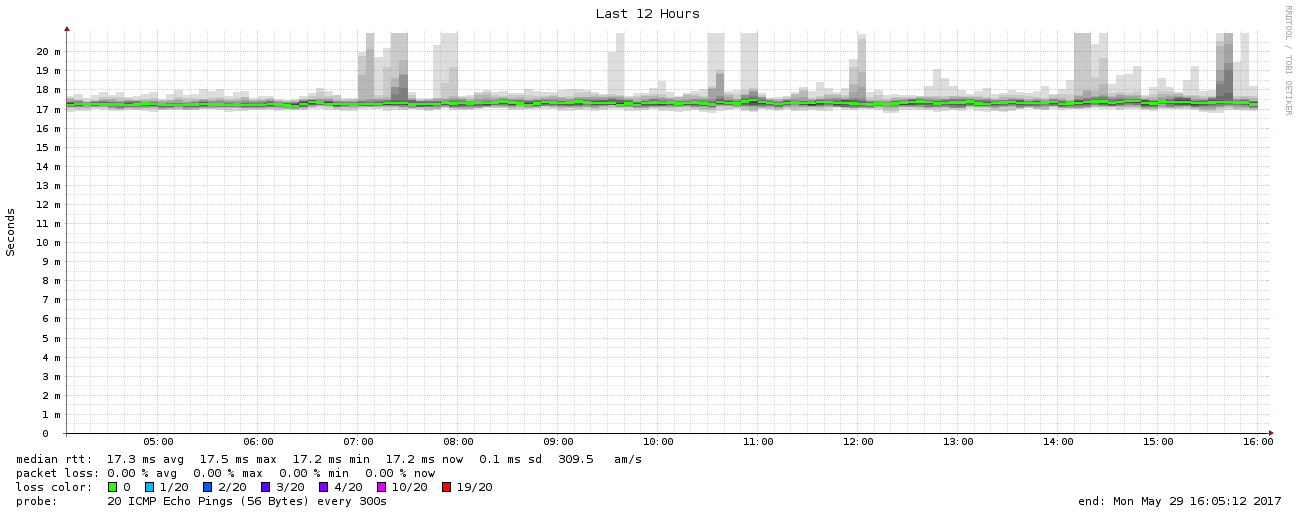 Last 12 Hours
RRDTOOL / TOBI OETIKER
Seconds
20 m
19 m
18 m
17 m
16 m
15 m
14 m
13 m
12 m
11 m
10 m
9 m
8 m
7 m
6 m
5 m
4 m
3 m
2 m
1 m
0
05:00 06:00 07:00 08:00 09:00 10:00 11:00 12:00 13:00 14:00 15:00 16:00
median rtt: 17.3 ms avg 17.5 ms max 17.2 ms min 17.2 ms now 0.1 ms sd 309.5 am/s
packet loss: 0.00 % avg 0.00 % max 0.00 % min 0.00 % now
loss color: 0 1/20 2/20 3/20 4/20 10/20 19/20
probe: 20 ICMP Echo Pings (56 Bytes) every 300s end: Mon May 29 16:05:12 2017